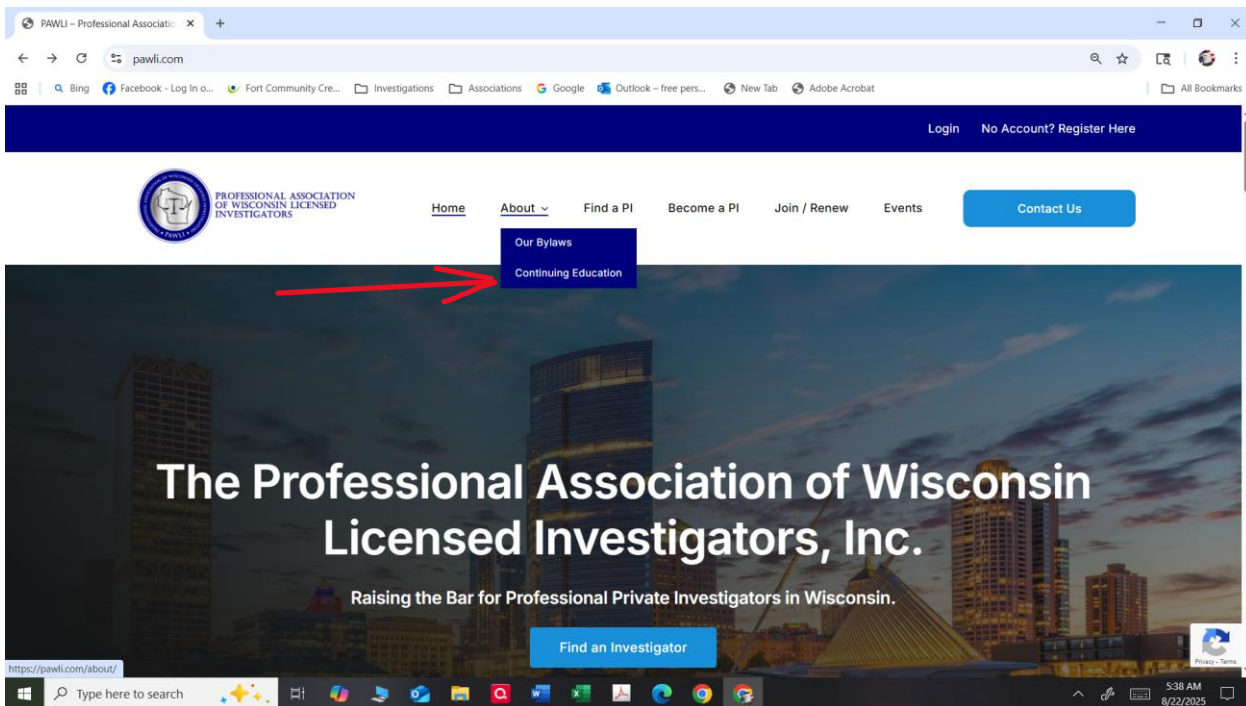 PAWLI – Professional Associatio
pawli.com
Bing
Facebook - Log In o...
Fort Community Cre...
Investigations
Associations
Google
Outlook – free pers...
New Tab
Adobe Acrobat
All Bookmarks
Login
No Account? Register Here
PROFESSIONAL ASSOCIATION
OF WISCONSIN LICENSED
INVESTIGATORS
Home
About
Find a PI
Become a PI
Join / Renew
Events
Contact Us
Our Bylaws
Continuing Education
The Professional Association of Wisconsin
Licensed Investigators, Inc.
Raising the Bar for Professional Private Investigators in Wisconsin.
Find an Investigator
Privacy - Terms
https://pawli.com/about/
Type here to search
5:38 AM
8/22/2025